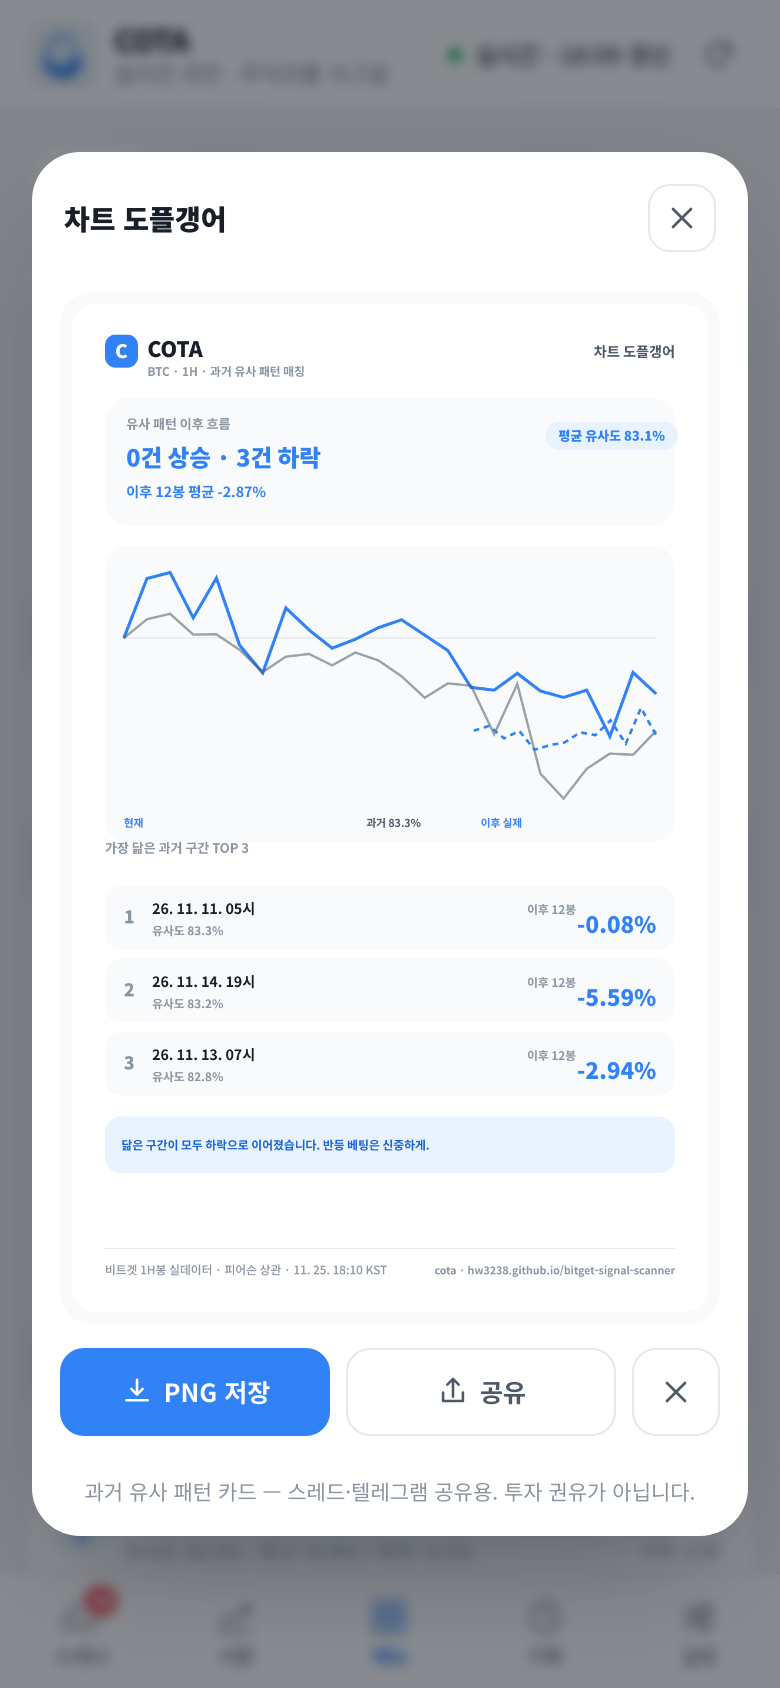 COTA
차트 도플갱어
C COTA
차트 도플갱어
BTC · 1H · 과거 유사 패턴 매칭
유사 패턴 이후 흐름
평균 유사도 83.1%
0건 상승 · 3건 하락
이후 12봉 평균 -2.87%
현재
과거 83.3%
이후 실제
가장 닮은 과거 구간 TOP 3
1
26. 11. 11. 05시
유사도 83.3%
이후 12봉
-0.08%
2
26. 11. 14. 19시
유사도 83.2%
이후 12봉
-5.59%
3
26. 11. 13. 07시
유사도 82.8%
이후 12봉
-2.94%
닮은 구간이 모두 하락으로 이어졌습니다. 반등 베팅은 신중하게.
비트겟 1H봉 실데이터 · 피어슨 상관 · 11. 25. 18:10 KST
cota · hw3238.github.io/bitget-signal-scanner
PNG 저장
공유
과거 유사 패턴 카드 — 스레드·텔레그램 공유용. 투자 권유가 아닙니다.